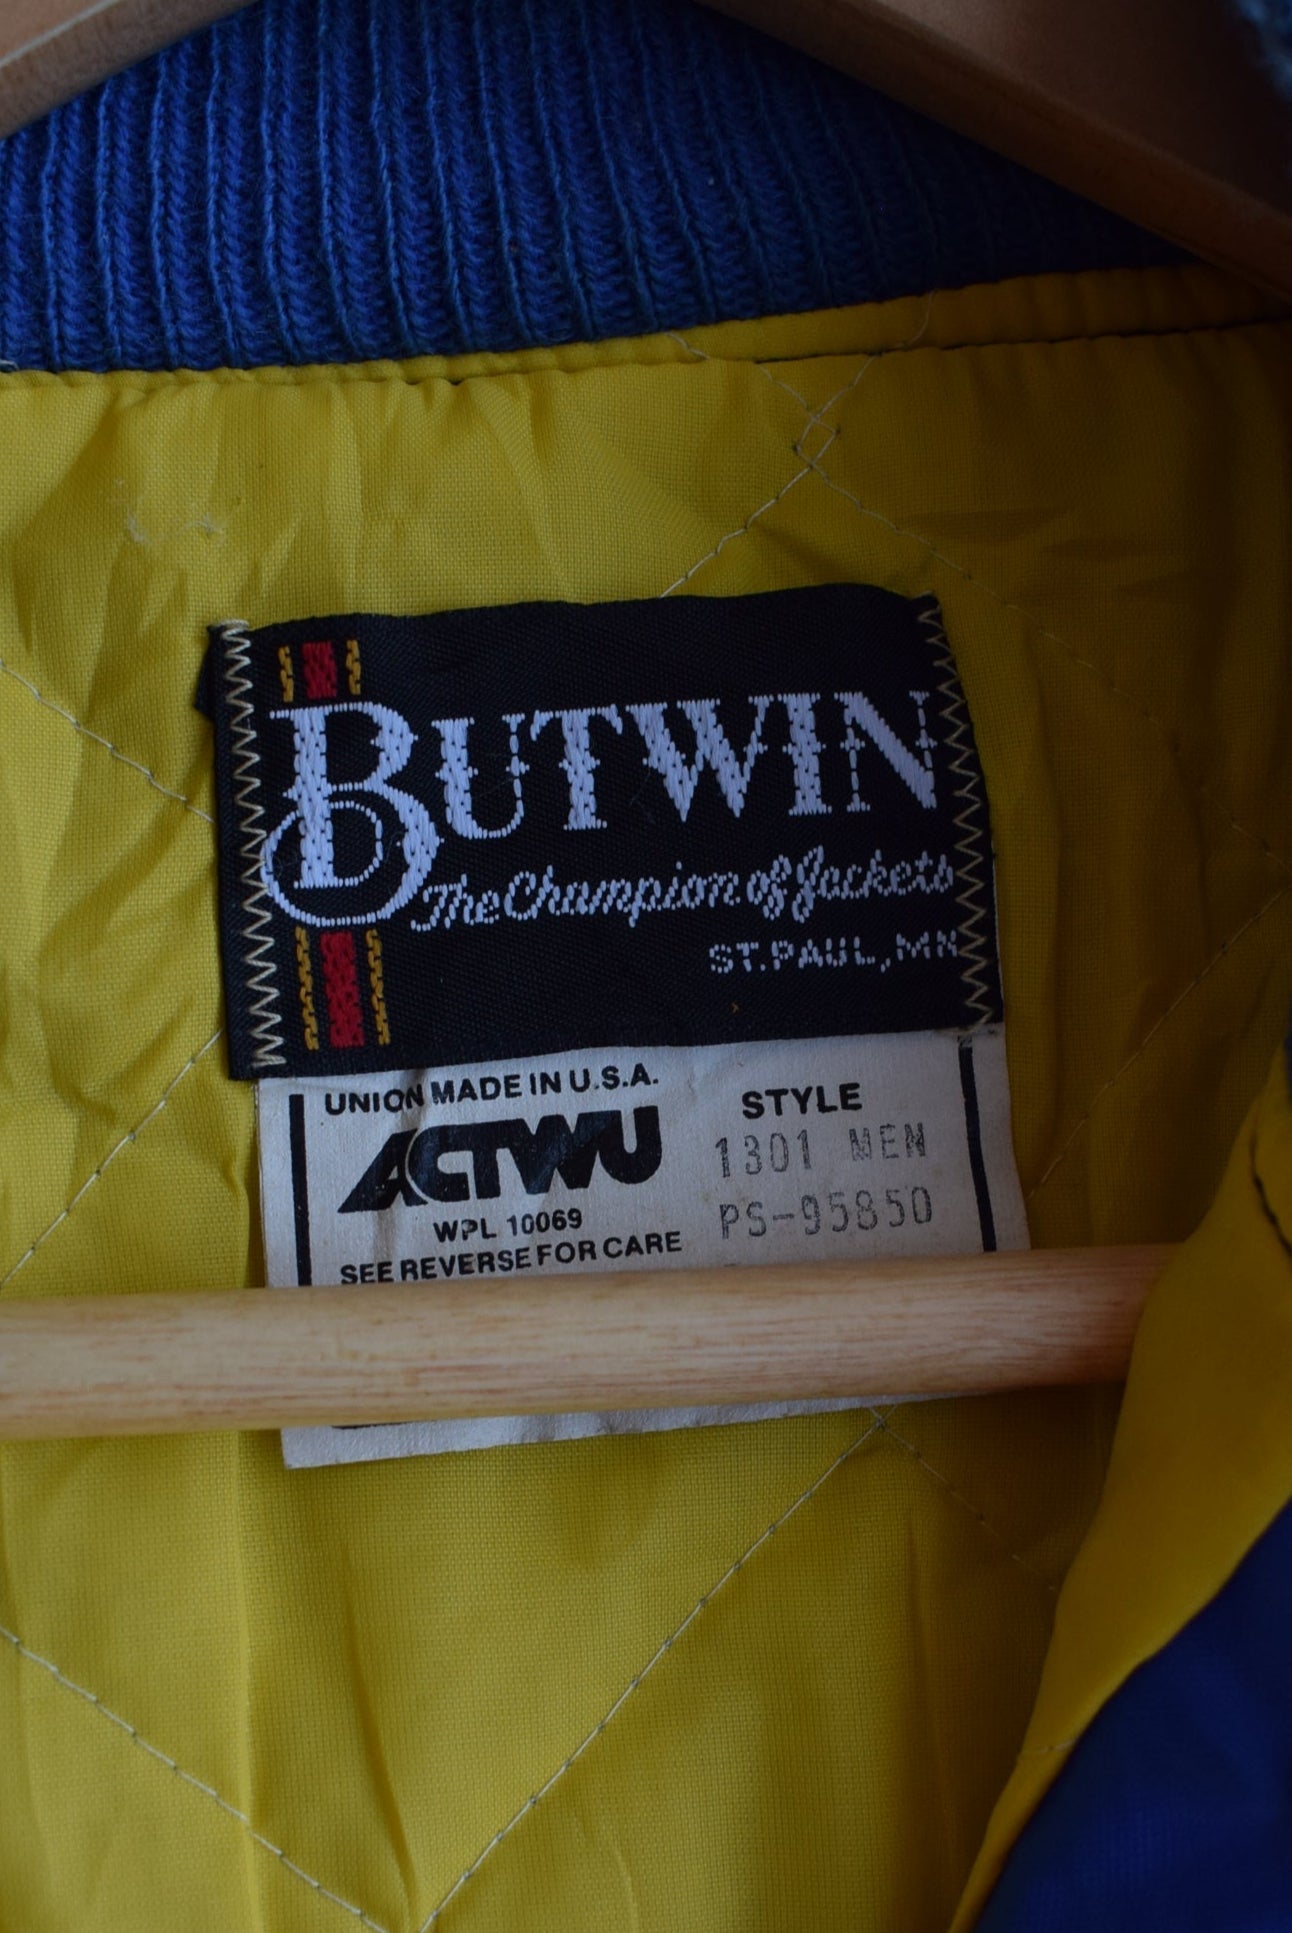 BUTWIN
The Champion of Jackets
ST. PAUL, MN
UNION MADE IN U.S.A.
ACTWU
WPL 10069
SEE REVERSE FOR CARE
STYLE
1301 MEN
PS-95850